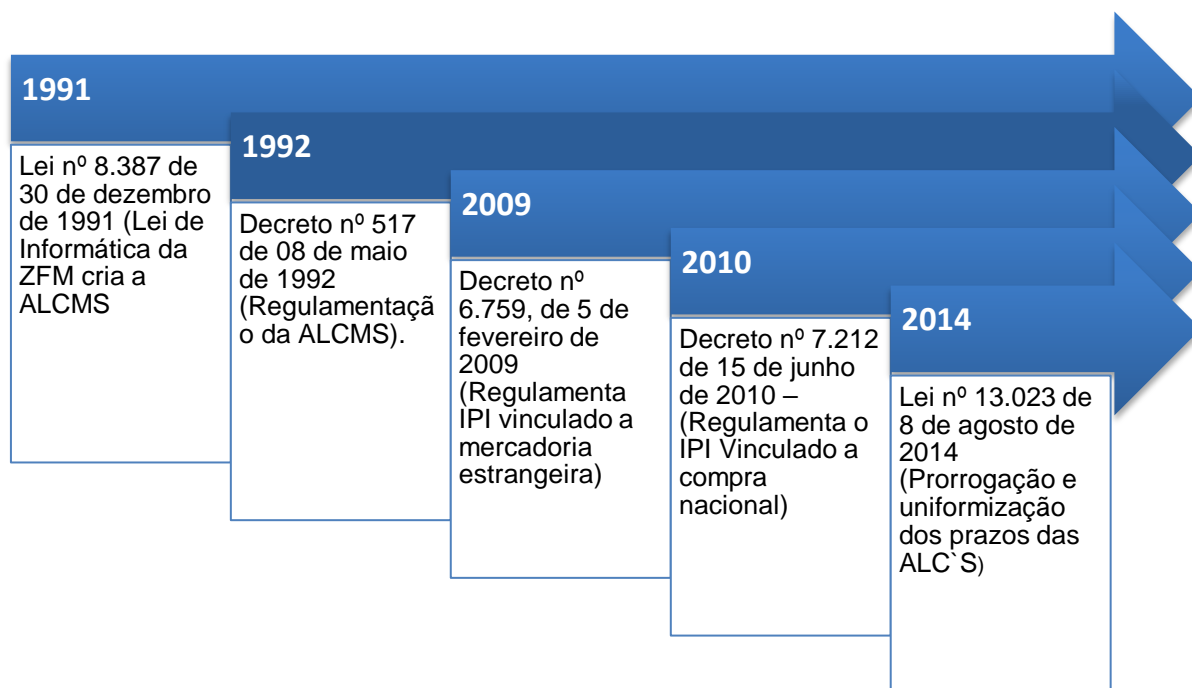 1991
Lei nº 8.387 de
30 de dezembro
de 1991 (Lei de
Informática da
ZFM cria a
ALCMS
1992
Decreto nº 517
de 08 de maio
de 1992
(Regulamentaçã
o da ALCMS).
2009
Decreto nº
6.759, de 5 de
fevereiro de
2009
(Regulamenta
IPI vinculado a
mercadoria
estrangeira)
2010
Decreto nº 7.212
de 15 de junho
de 2010 –
(Regulamenta o
IPI Vinculado a
compra
nacional)
2014
Lei nº 13.023 de
8 de agosto de
2014
(Prorrogação e
uniformização
dos prazos das
ALC`S)